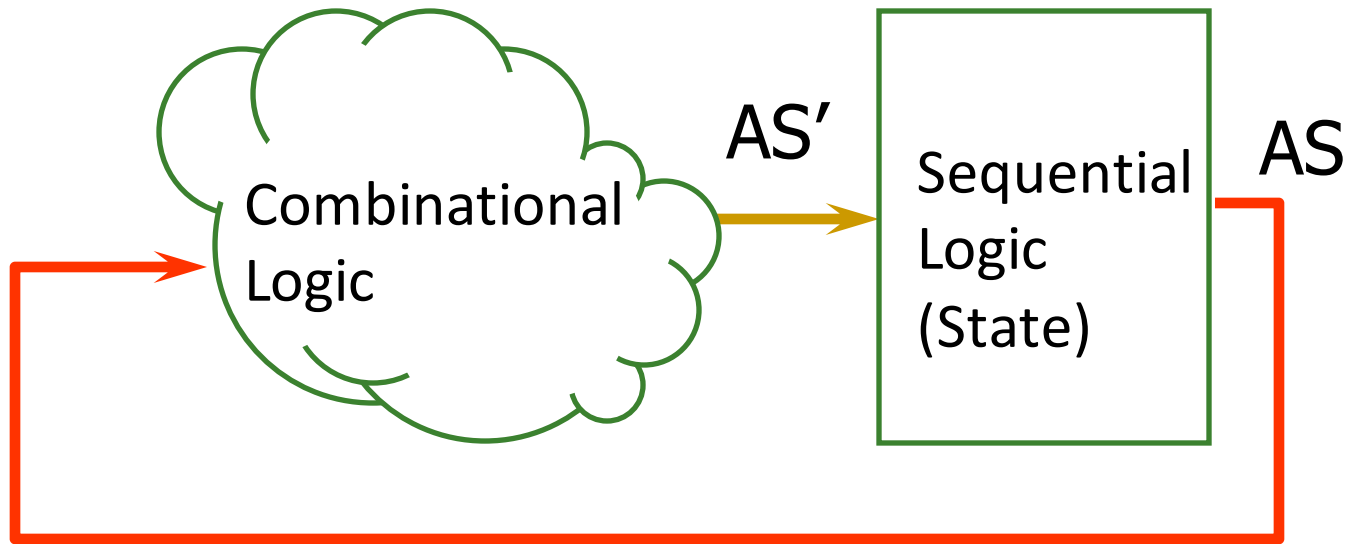 Combinational
Logic
AS′
Sequential
Logic
(State)
AS